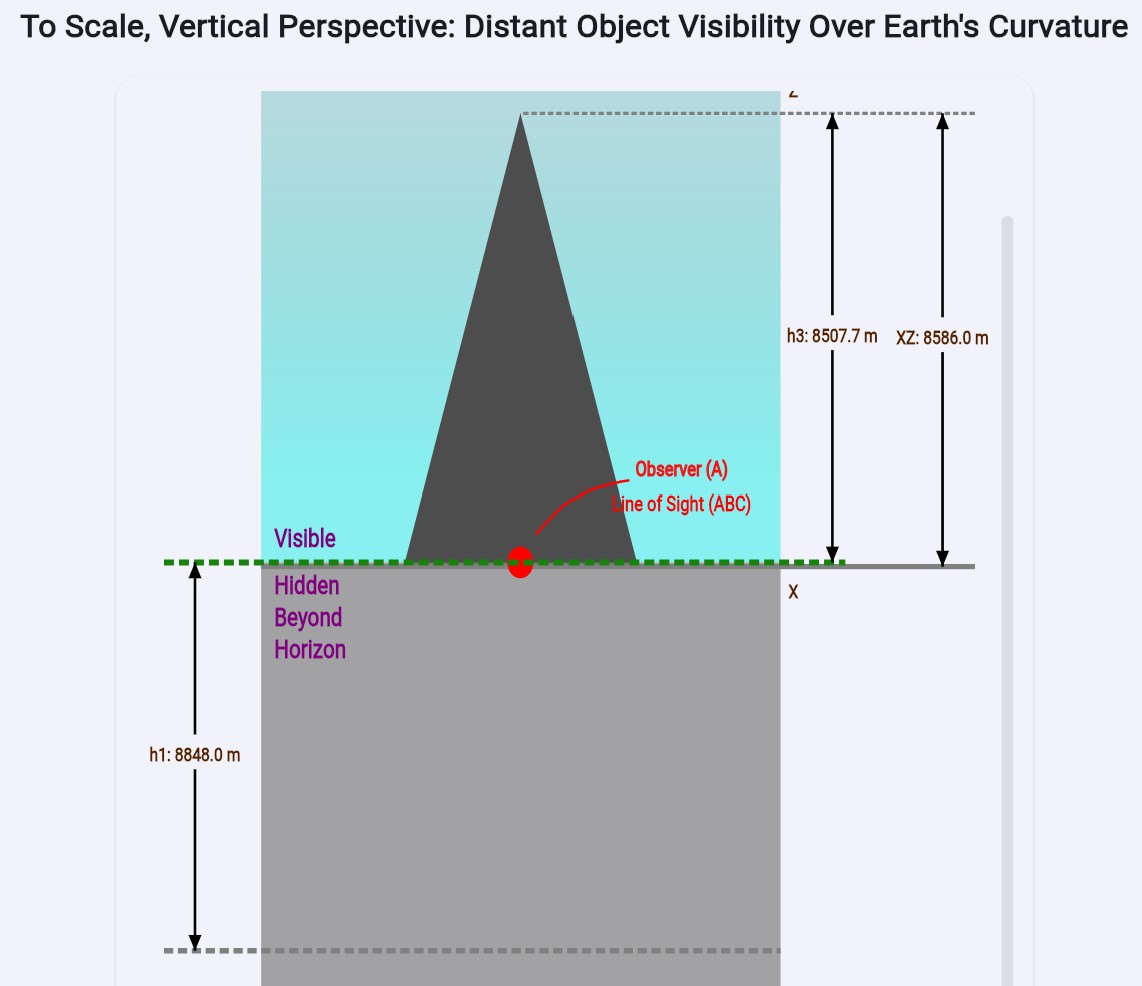 To Scale, Vertical Perspective: Distant Object Visibility Over Earth's Curvature
h3: 8507.7 m
XZ: 8586.0 m
Observer (A)
Line of Sight (ABC)
Visible
Hidden
Beyond
Horizon
X
h1: 8848.0 m